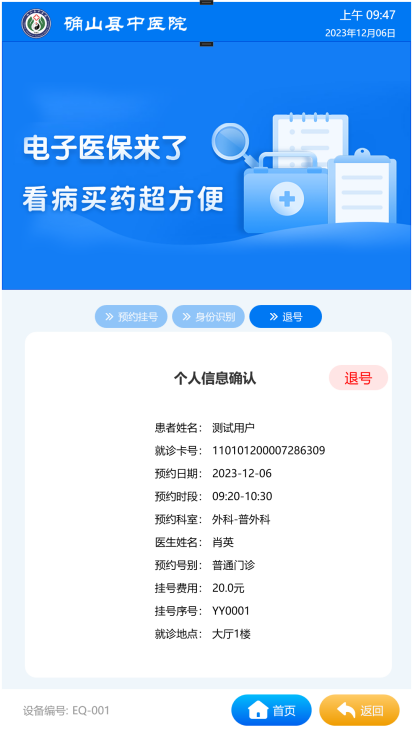 确山县中医院
上午 09:47
2023年12月06日
电子医保来了
看病买药超方便
预约挂号
身份识别
退号
个人信息确认
退号
患者姓名: 测试用户
就诊卡号: 110101200007286309
预约日期: 2023-12-06
预约时段: 09:20-10:30
预约科室: 外科-普外科
医生姓名: 肖英
预约号别: 普通门诊
挂号费用: 20.0元
挂号序号: YY0001
就诊地点: 大厅1楼
设备编号: EQ-001
首页
返回